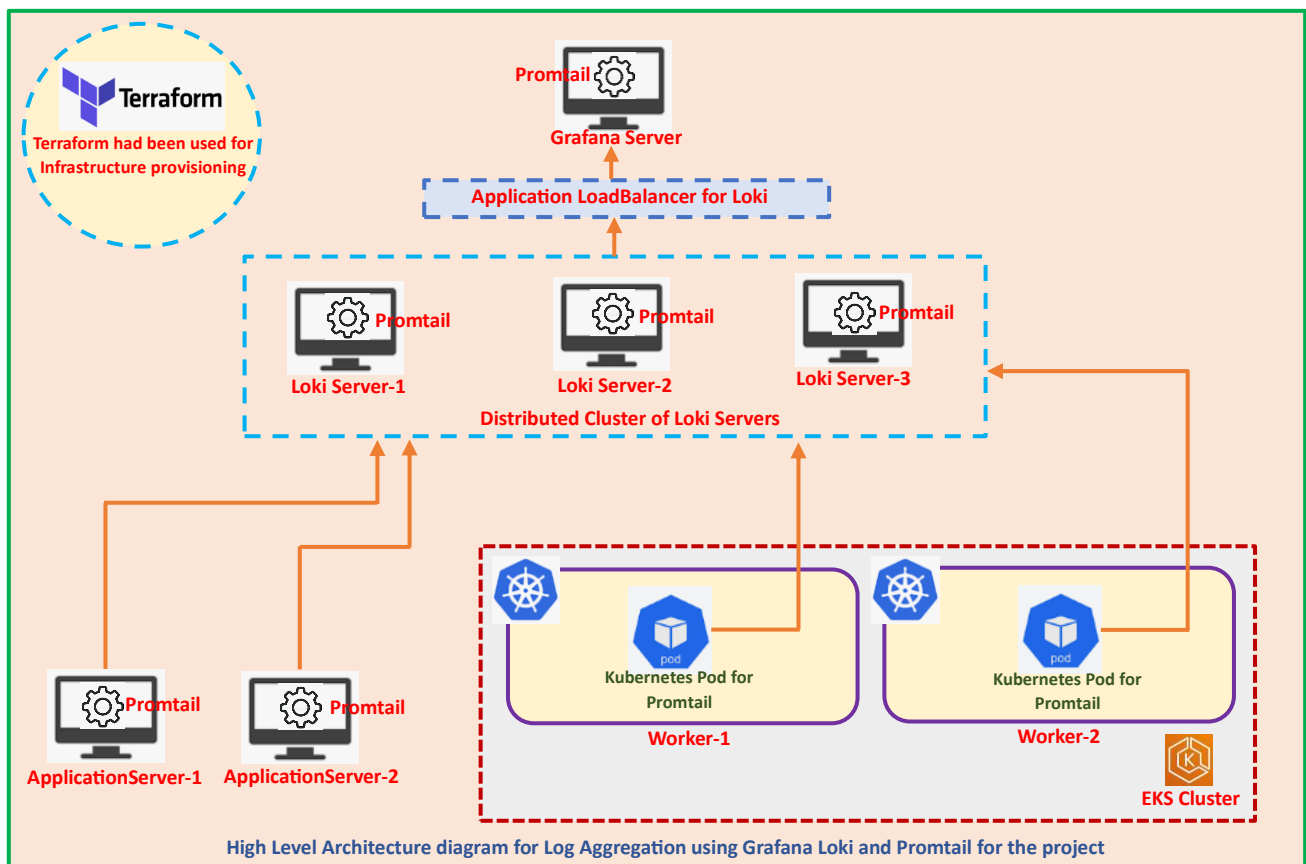 Terraform
Terraform had been used for
Infrastructure provisioning
Promtail
Grafana Server
Application LoadBalancer for Loki
Promtail
Loki Server-1
Promtail
Loki Server-2
Promtail
Loki Server-3
Distributed Cluster of Loki Servers
Promtail
ApplicationServer-1
Promtail
ApplicationServer-2
pod
Kubernetes Pod for
Promtail
Worker-1
pod
Kubernetes Pod for
Promtail
Worker-2
K
EKS Cluster
High Level Architecture diagram for Log Aggregation using Grafana Loki and Promtail for the project